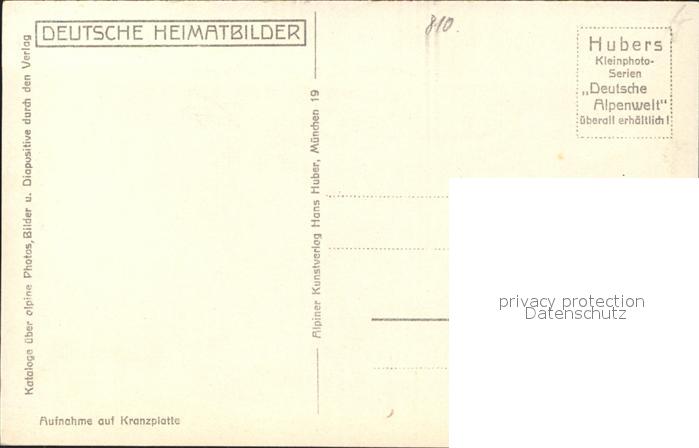 DEUTSCHE HEIMATBILDER
810.
Hubers
Kleinphoto-
Serien
„Deutsche
Alpenwelt“
überall erhältlich!
Kataloge über alpine Photos, Bilder u. Diapositive durch den Verlag
Alpiner Kunstverlag Hans Huber, München 19
privacy protection
Datenschutz
Aufnahme auf Kranzplatte